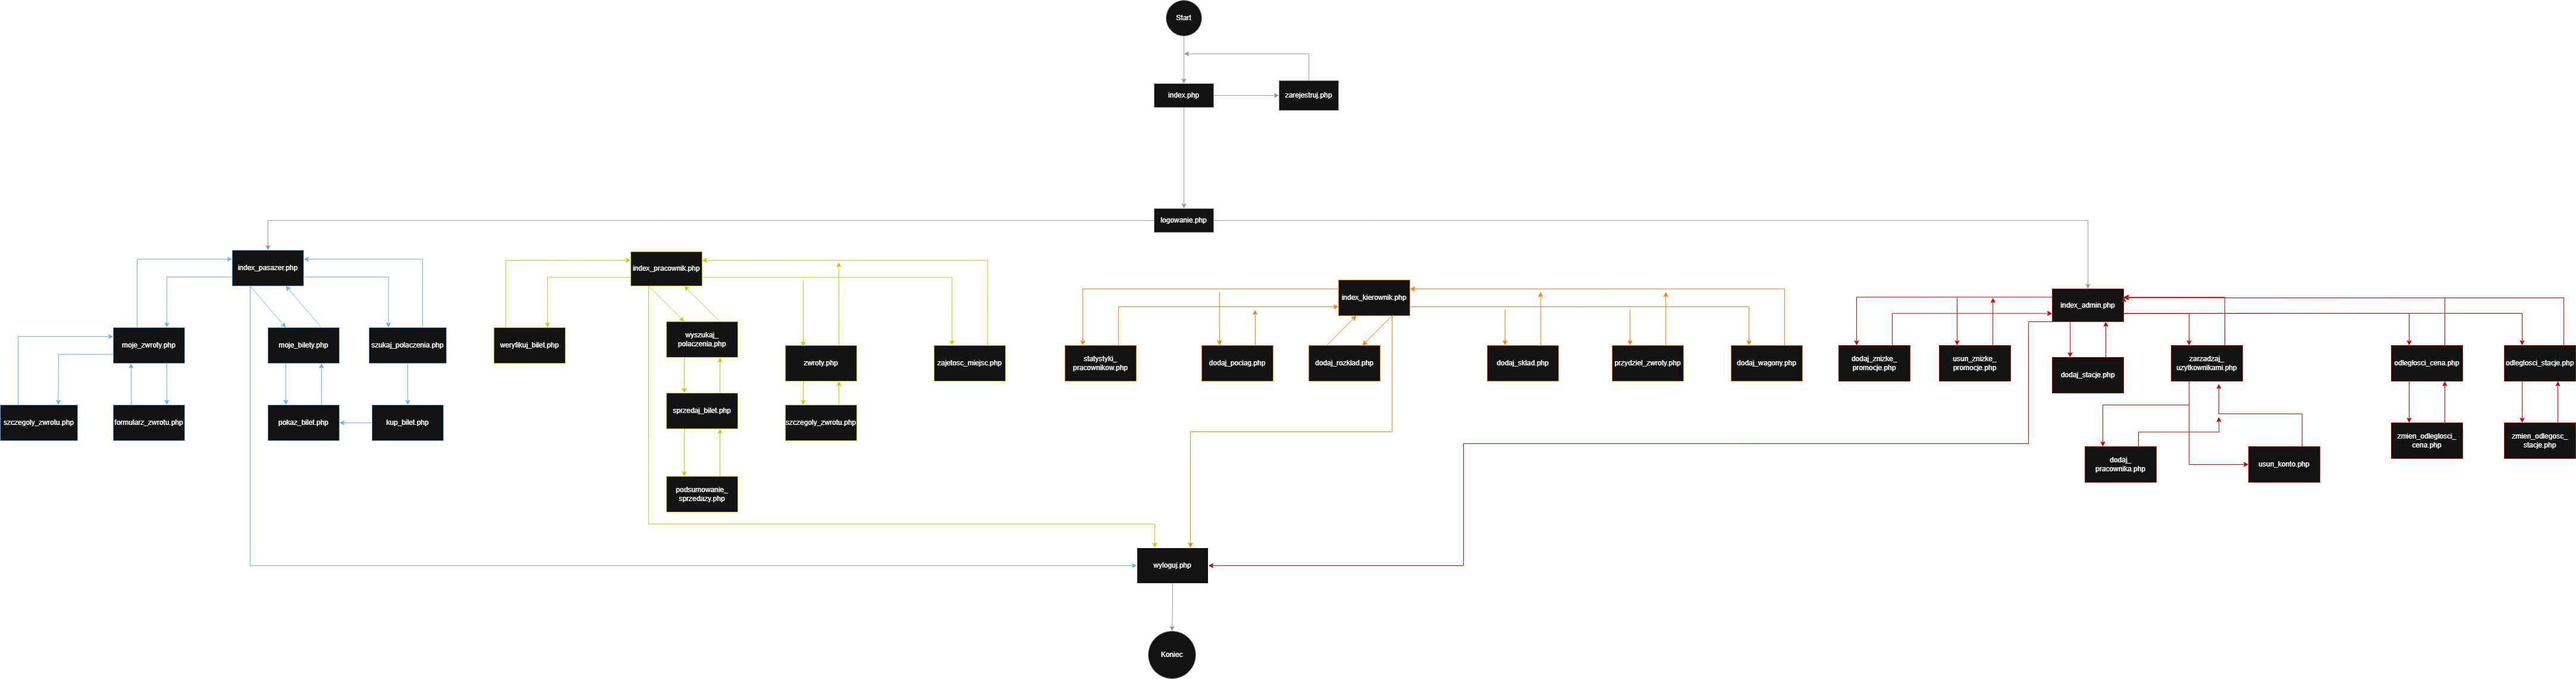 Start
index.php
zarejestruj.php
logowanie.php
index_pasazer.php
index_pracownik.php
index_kierownik.php
index_admin.php
moje_zwroty.php
moje_bilety.php
szukaj_polaczenia.php
weryfikuj_bilet.php
wyszukaj_
polaczenia.php
zwroty.php
zajetosc_miejsc.php
statystyki_
pracownikow.php
dodaj_pociag.php
dodaj_rozklad.php
dodaj_sklad.php
przydziel_zwroty.php
dodaj_wagony.php
dodaj_znizke_
promocje.php
usun_znizke_
promocje.php
dodaj_stacje.php
zarzadzaj_
uzytkownikami.php
odleglosci_cena.php
odleglosci_stacje.php
szczegoly_zwrotu.php
formularz_zwrotu.php
pokaz_bilet.php
kup_bilet.php
sprzedaj_bilet.php
szczegoly_zwrotu.php
zmien_odleglosci_
cena.php
zmien_odlegosc_
stacje.php
dodaj_
pracownika.php
usun_konto.php
podsumowanie_
sprzedazy.php
wyloguj.php
Koniec